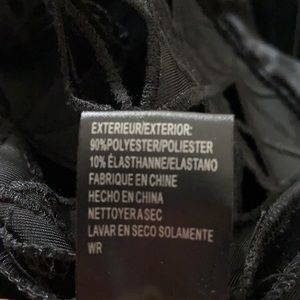 EXTERIEUR/EXTERIOR:
90%POLYESTER/POLIESTER
10% ÉLASTHANNE/ELASTANO
FABRIQUE EN CHINE
HECHO EN CHINA
NETTOYER A SEC
LAVAR EN SECO SOLAMENTE
WR